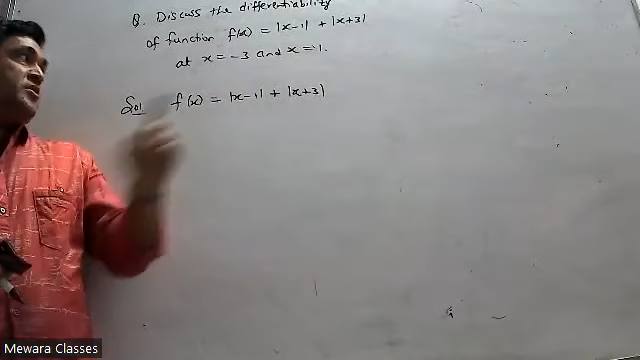 Q. Discuss the differentiability
of function f(x) = |x-1| + |x+3|
at x = -3 and x = 1.
Sol f(x) = |x-1| + |x+3|
Mewara Classes